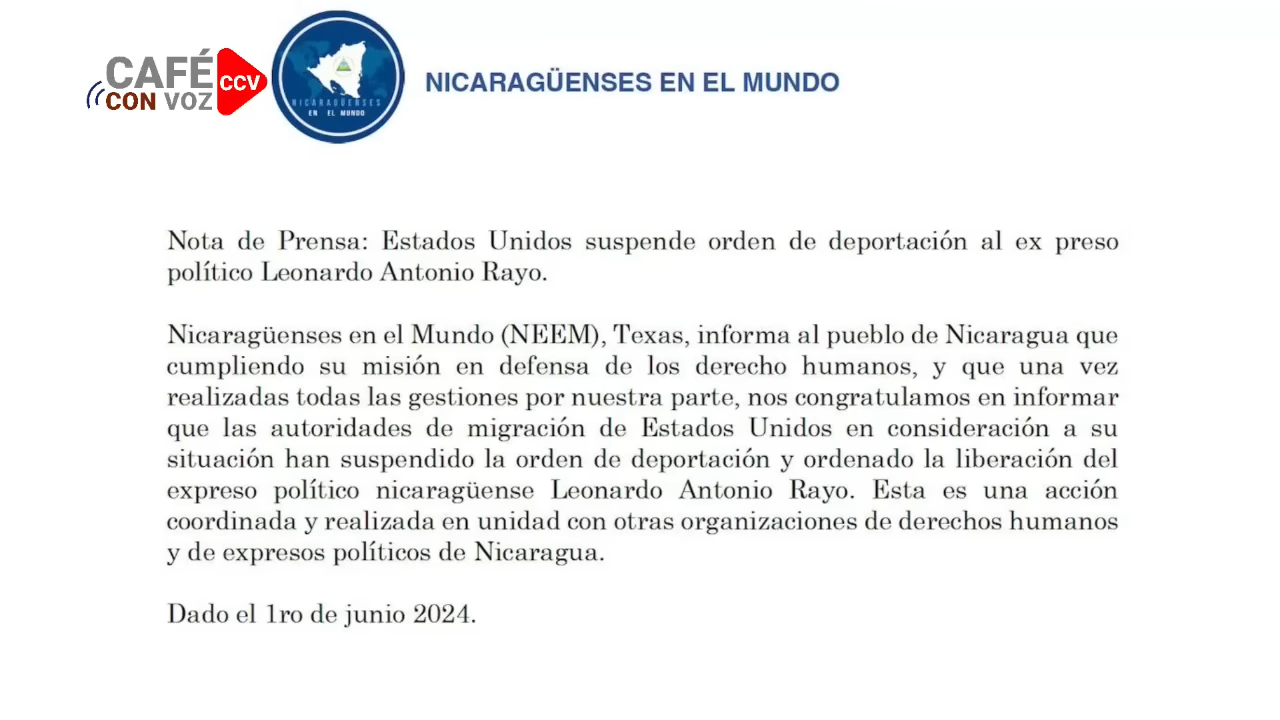 CAFÉ
CON VOZ
CCV
NICARAGÜENSES
EN EL MUNDO
NICARAGÜENSES EN EL MUNDO
Nota de Prensa: Estados Unidos suspende orden de deportación al ex preso
político Leonardo Antonio Rayo.
Nicaragüenses en el Mundo (NEEM), Texas, informa al pueblo de Nicaragua que
cumpliendo su misión en defensa de los derecho humanos, y que una vez
realizadas todas las gestiones por nuestra parte, nos congratulamos en informar
que las autoridades de migración de Estados Unidos en consideración a su
situación han suspendido la orden de deportación y ordenado la liberación del
expreso político nicaragüense Leonardo Antonio Rayo. Esta es una acción
coordinada y realizada en unidad con otras organizaciones de derechos humanos
y de expresos políticos de Nicaragua.
Dado el 1ro de junio 2024.